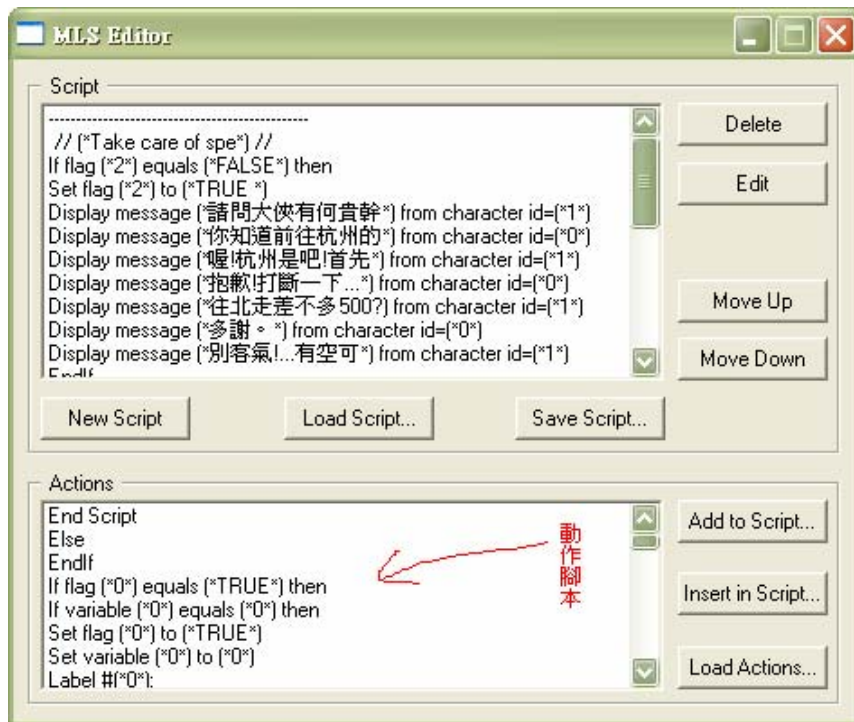 MLS Editor
Script
------------------------------------------------
// (*Take care of spe*) //
If flag (*2*) equals (*FALSE*) then
Set flag (*2*) to (*TRUE *)
Display message (*請問大俠有何貴幹*) from character id=(*1*)
Display message (*你知道前往杭州的*) from character id=(*0*)
Display message (*喔!杭州是吧!首先*) from character id=(*1*)
Display message (*抱歉!打斷一下...*) from character id=(*0*)
Display message (*往北走差不多500?) from character id=(*1*)
Display message (*多謝。*) from character id=(*0*)
Display message (*別客氣!...有空可*) from character id=(*1*)
EndIf
Delete
Edit
Move Up
Move Down
New Script
Load Script...
Save Script...
Actions
End Script
Else
EndIf
If flag (*0*) equals (*TRUE*) then
If variable (*0*) equals (*0*) then
Set flag (*0*) to (*TRUE*)
Set variable (*0*) to (*0*)
Label #(*0*):
動作腳本
Add to Script...
Insert in Script...
Load Actions...